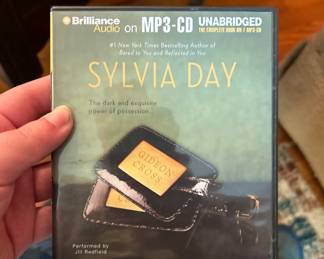 Brilliance
Audio
on MP3-CD
UNABRIDGED
THE COMPLETE BOOK ON 1 MP3-CD
#1 New York Times Bestselling Author of
Bared to You and Reflected in You
SYLVIA DAY
The dark and exquisite
power of possession...
GIDEON
CROSS
Performed by
Jill Redfield